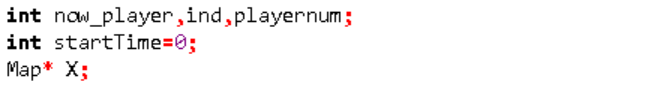 int now_player,ind,playernum;
int startTime=0;
Map* X;